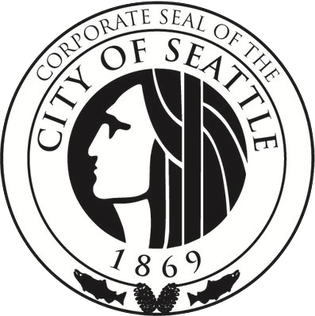 CORPORATE SEAL OF THE
CITY OF SEATTLE
1869